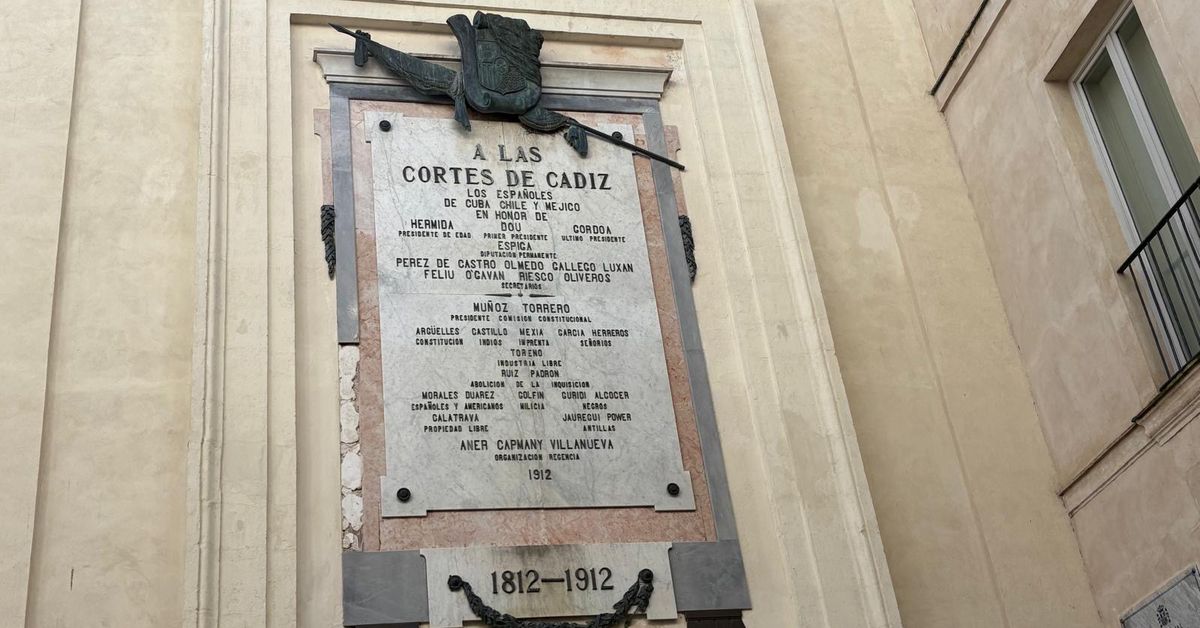 A LAS
CORTES DE CADIZ
LOS ESPAÑOLES
DE CUBA CHILE Y MEJICO
EN HONOR DE
HERMIDA DOU GORDOA
PRESIDENTE DE EDAD PRIMER PRESIDENTE ULTIMO PRESIDENTE
ESPIGA
DIPUTACION PERMANENTE
PEREZ DE CASTRO OLMEDO GALLEGO LUXAN
FELIU O'GAVAN RIESCO OLIVEROS
SECRETARIOS
MUÑOZ TORRERO
PRESIDENTE COMISION CONSTITUCIONAL
ARGÜELLES CASTILLO MEXIA GARCIA HERREROS
CONSTITUCION INDIOS IMPRENTA SEÑORIOS
TORENO
INDUSTRIA LIBRE
RUIZ PADRON
ABOLICION DE LA INQUISICION
MORALES DUAREZ GOLFIN GURIDI ALCOCER
ESPAÑOLES Y AMERICANOS MILICIA NEGROS
CALATRAVA JAUREGUI POWER
PROPIEDAD LIBRE ANTILLAS
ANER CAPMANY VILLANUEVA
ORGANIZACION REGENCIA
1912
1812—1912